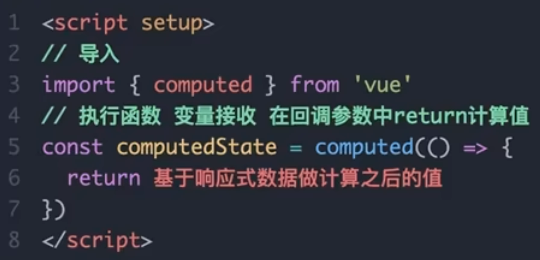 1 <script setup>
2 // 导入
3 import { computed } from 'vue'
4 // 执行函数 变量接收 在回调参数中return计算值
5 const computedState = computed(() => {
6   return 基于响应式数据做计算之后的值
7 })
8 </script>